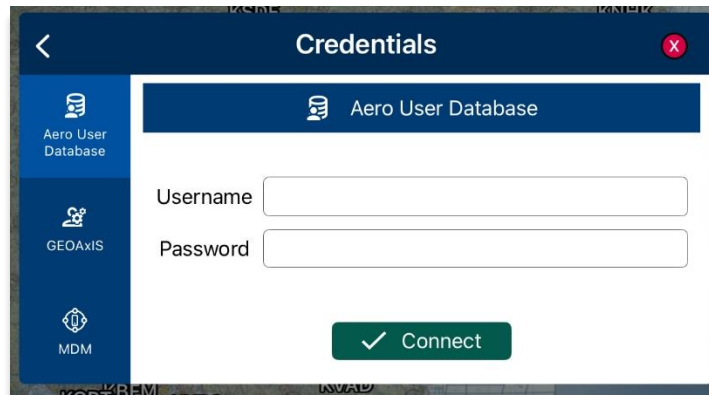 Credentials
X
Aero User
Database
Aero User Database
GEOAxIS
MDM
Username
Password
Connect
KVAD